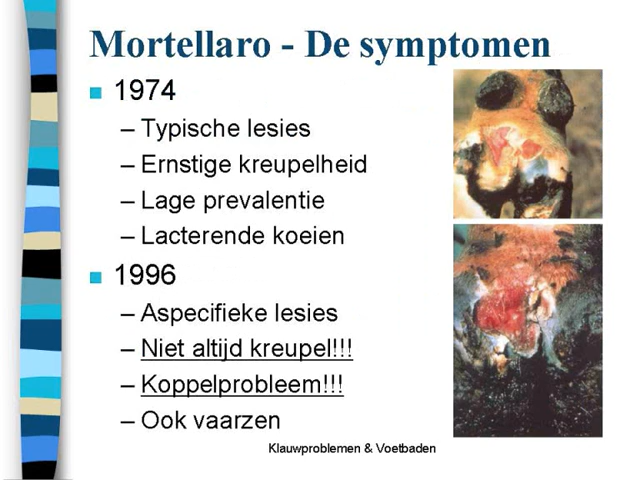 Mortellaro - De symptomen
1974
– Typische lesies
– Ernstige kreupelheid
– Lage prevalentie
– Lacterende koeien
1996
– Aspecifieke lesies
– Niet altijd kreupel!!!
– Koppelprobleem!!!
– Ook vaarzen
Klauwproblemen & Voetbaden